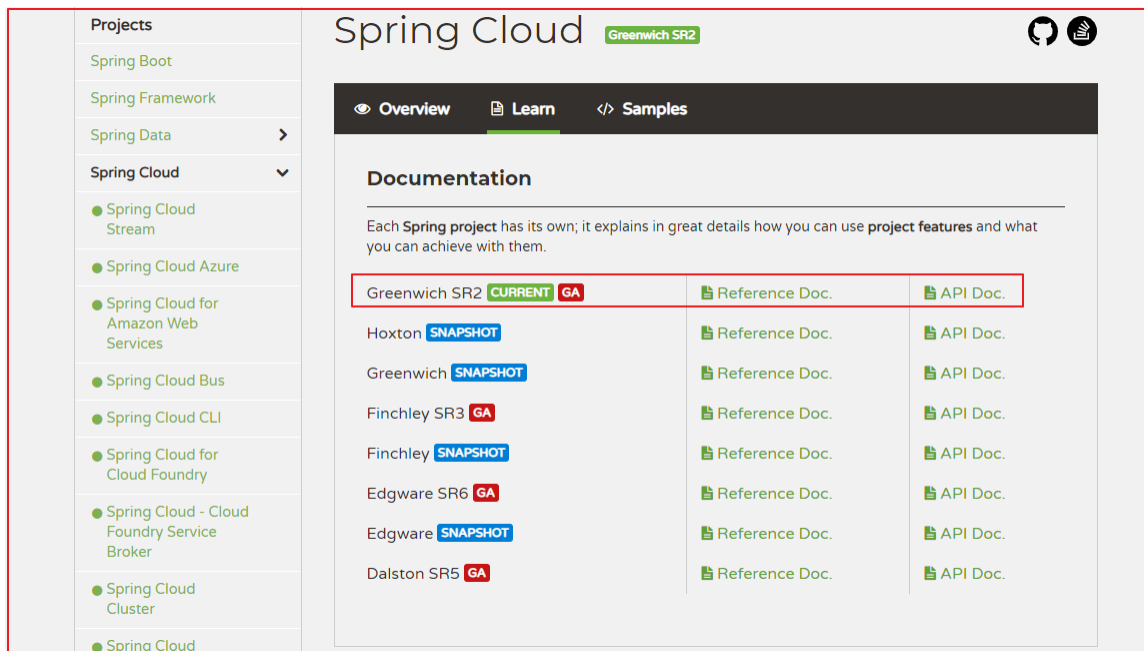 Projects
Spring Boot
Spring Framework
Spring Data
Spring Cloud
Spring Cloud
Stream
Spring Cloud Azure
Spring Cloud for
Amazon Web
Services
Spring Cloud Bus
Spring Cloud CLI
Spring Cloud for
Cloud Foundry
Spring Cloud - Cloud
Foundry Service
Broker
Spring Cloud
Cluster
Spring Cloud
Spring Cloud Greenwich SR2
Overview Learn Samples
Documentation
Each Spring project has its own; it explains in great details how you can use project features and what
you can achieve with them.
Greenwich SR2 CURRENT GA Reference Doc. API Doc.
Hoxton SNAPSHOT Reference Doc. API Doc.
Greenwich SNAPSHOT Reference Doc. API Doc.
Finchley SR3 GA Reference Doc. API Doc.
Finchley SNAPSHOT Reference Doc. API Doc.
Edgware SR6 GA Reference Doc. API Doc.
Edgware SNAPSHOT Reference Doc. API Doc.
Dalston SR5 GA Reference Doc. API Doc.